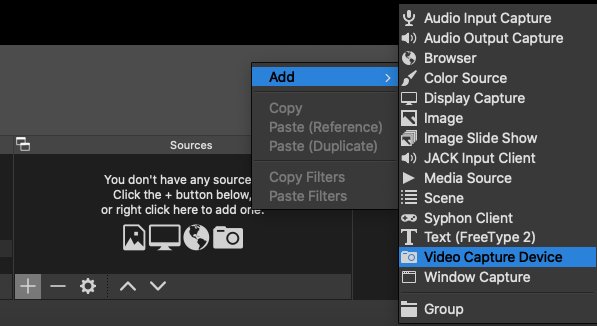 Sources
You don't have any source
Click the + button below,
or right click here to add one.
Add
Copy
Paste (Reference)
Paste (Duplicate)
Copy Filters
Paste Filters
Audio Input Capture
Audio Output Capture
Browser
Color Source
Display Capture
Image
Image Slide Show
JACK Input Client
Media Source
Scene
Syphon Client
Text (FreeType 2)
Video Capture Device
Window Capture
Group